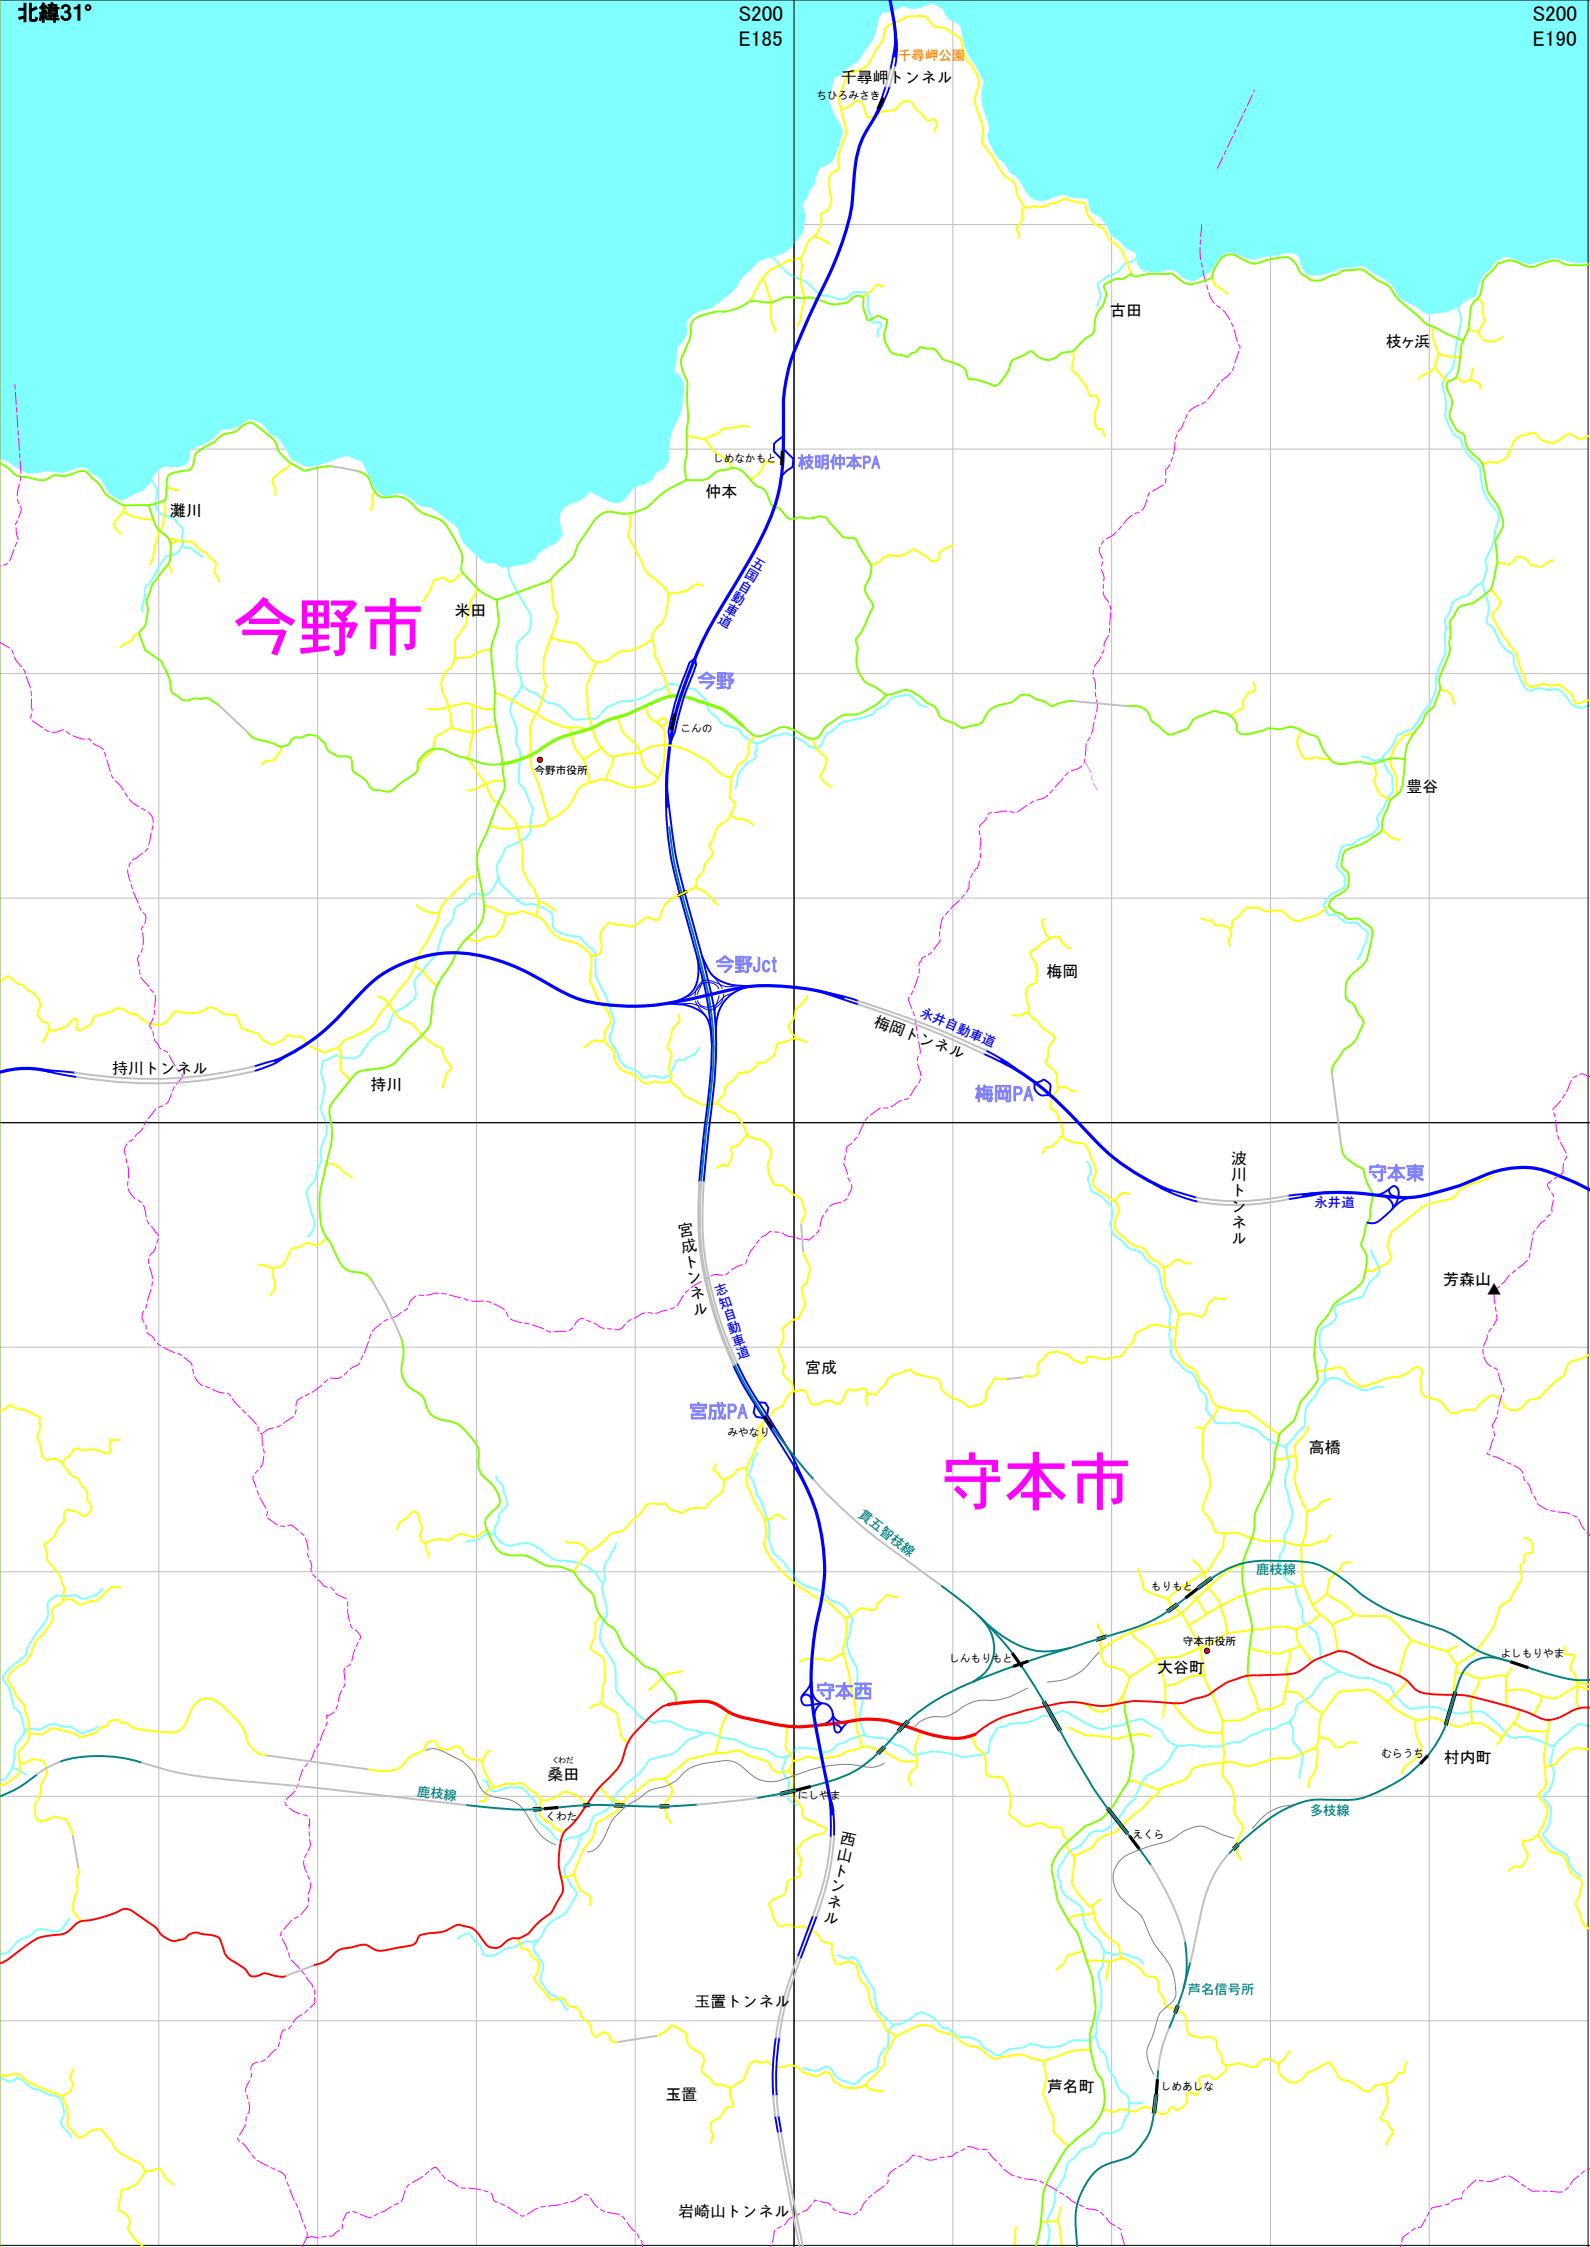 北緯31°
S200
E185
S200
E190
千尋岬公園
千尋岬トンネル
ちひろみさき
古田
枝ヶ浜
しめなかもと
枝明仲本PA
仲本
灘川
五国自動車道
米田
今野市
今野
こんの
今野市役所
豊谷
今野Jct
梅岡
永井自動車道
梅岡トンネル
持川トンネル
持川
梅岡PA
波川トンネル
守本東
永井道
宮成トンネル
志知自動車道
芳森山
宮成
宮成PA
みやなり
高橋
守本市
貫五智枝線
鹿枝線
もりもと
守本市役所
しんもりもと
大谷町
よしもりやま
守本西
むらうち
村内町
くわだ
桑田
鹿枝線
くわた
にしやま
多枝線
えくら
西山トンネル
芦名信号所
玉置トンネル
玉置
芦名町
しめあしな
岩崎山トンネル